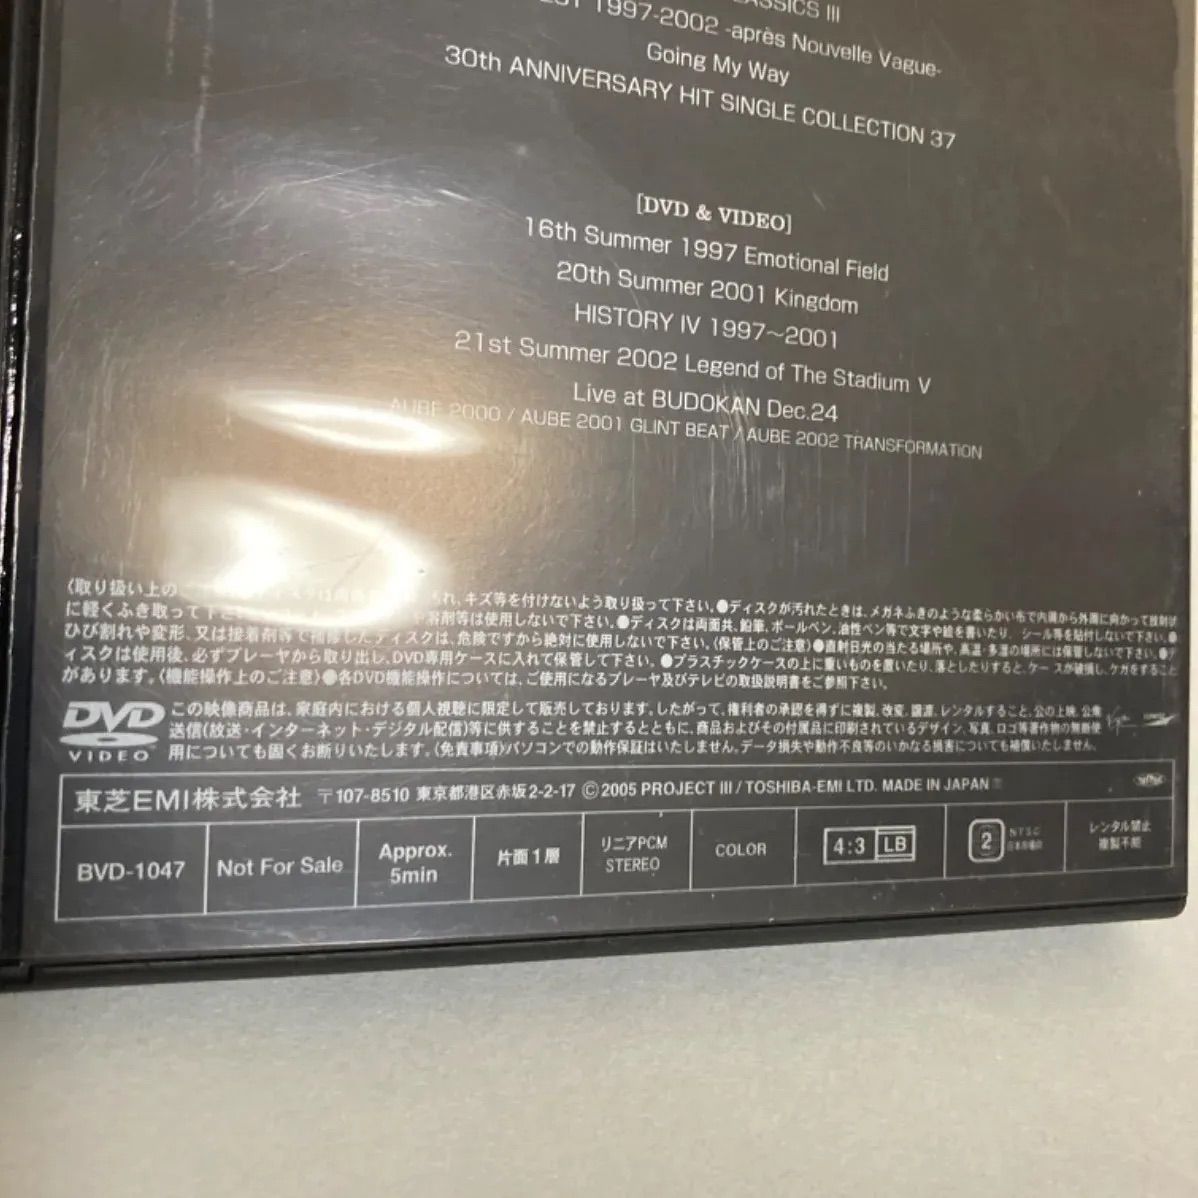 CLASSICS III
1997-2002 -après Nouvelle Vague-
Going My Way
30th ANNIVERSARY HIT SINGLE COLLECTION 37
[DVD & VIDEO]
16th Summer 1997 Emotional Field
20th Summer 2001 Kingdom
HISTORY IV 1997～2001
21st Summer 2002 Legend of The Stadium V
Live at BUDOKAN Dec.24
AUBE 2000 / AUBE 2001 GLINT BEAT / AUBE 2002 TRANSFORMATION
〈取り扱い上の れ、キズ等を付けないよう取り扱って下さい。●ディスクが汚れたときは、メガネふきのような柔らかい布で内周から外周に向かって放射状
に軽くふき取って下さい 溶剤等は使用しないで下さい。●ディスクは両面共、鉛筆、ボールペン、油性ペン等で文字や絵を書いたり、シール等を貼付しないで下さい。●
ひび割れや変形、又は接着剤等で補修したディスクは、危険ですから絶対に使用しないで下さい。〈保管上のご注意〉●直射日光の当たる場所や、高温・多湿の場所には保管しないで下さい。●デ
ィスクは使用後、必ずプレーヤから取り出し、DVD専用ケースに入れて保管して下さい。●プラスチックケースの上に重いものを置いたり、落としたりすると、ケースが破損し、ケガをすること
があります。〈機能操作上のご注意〉●各DVD機能操作については、ご使用になるプレーヤ及びテレビの取扱説明書をご参照下さい。
DVD VIDEO
この映像商品は、家庭内における個人視聴に限定して販売しております。したがって、権利者の承認を得ずに複製、改変、譲渡、レンタルすること、公の上映、公衆
送信(放送・インターネット・デジタル配信)等に供することを禁止するとともに、商品およびその付属品に印刷されているデザイン、写真、ロゴ等著作物の無断使
用についても固くお断りいたします。〈免責事項〉パソコンでの動作保証はいたしません。データ損失や動作不良等のいかなる損害についても補償いたしません。
東芝EMI株式会社 〒107-8510 東京都港区赤坂2-2-17 ©2005 PROJECT III / TOSHIBA-EMI LTD. MADE IN JAPAN
BVD-1047
Not For Sale
Approx.
5min
片面1層
リニアPCM
STEREO
COLOR
4:3 LB
2
NTSC
日本市場向
レンタル禁止
複製不能